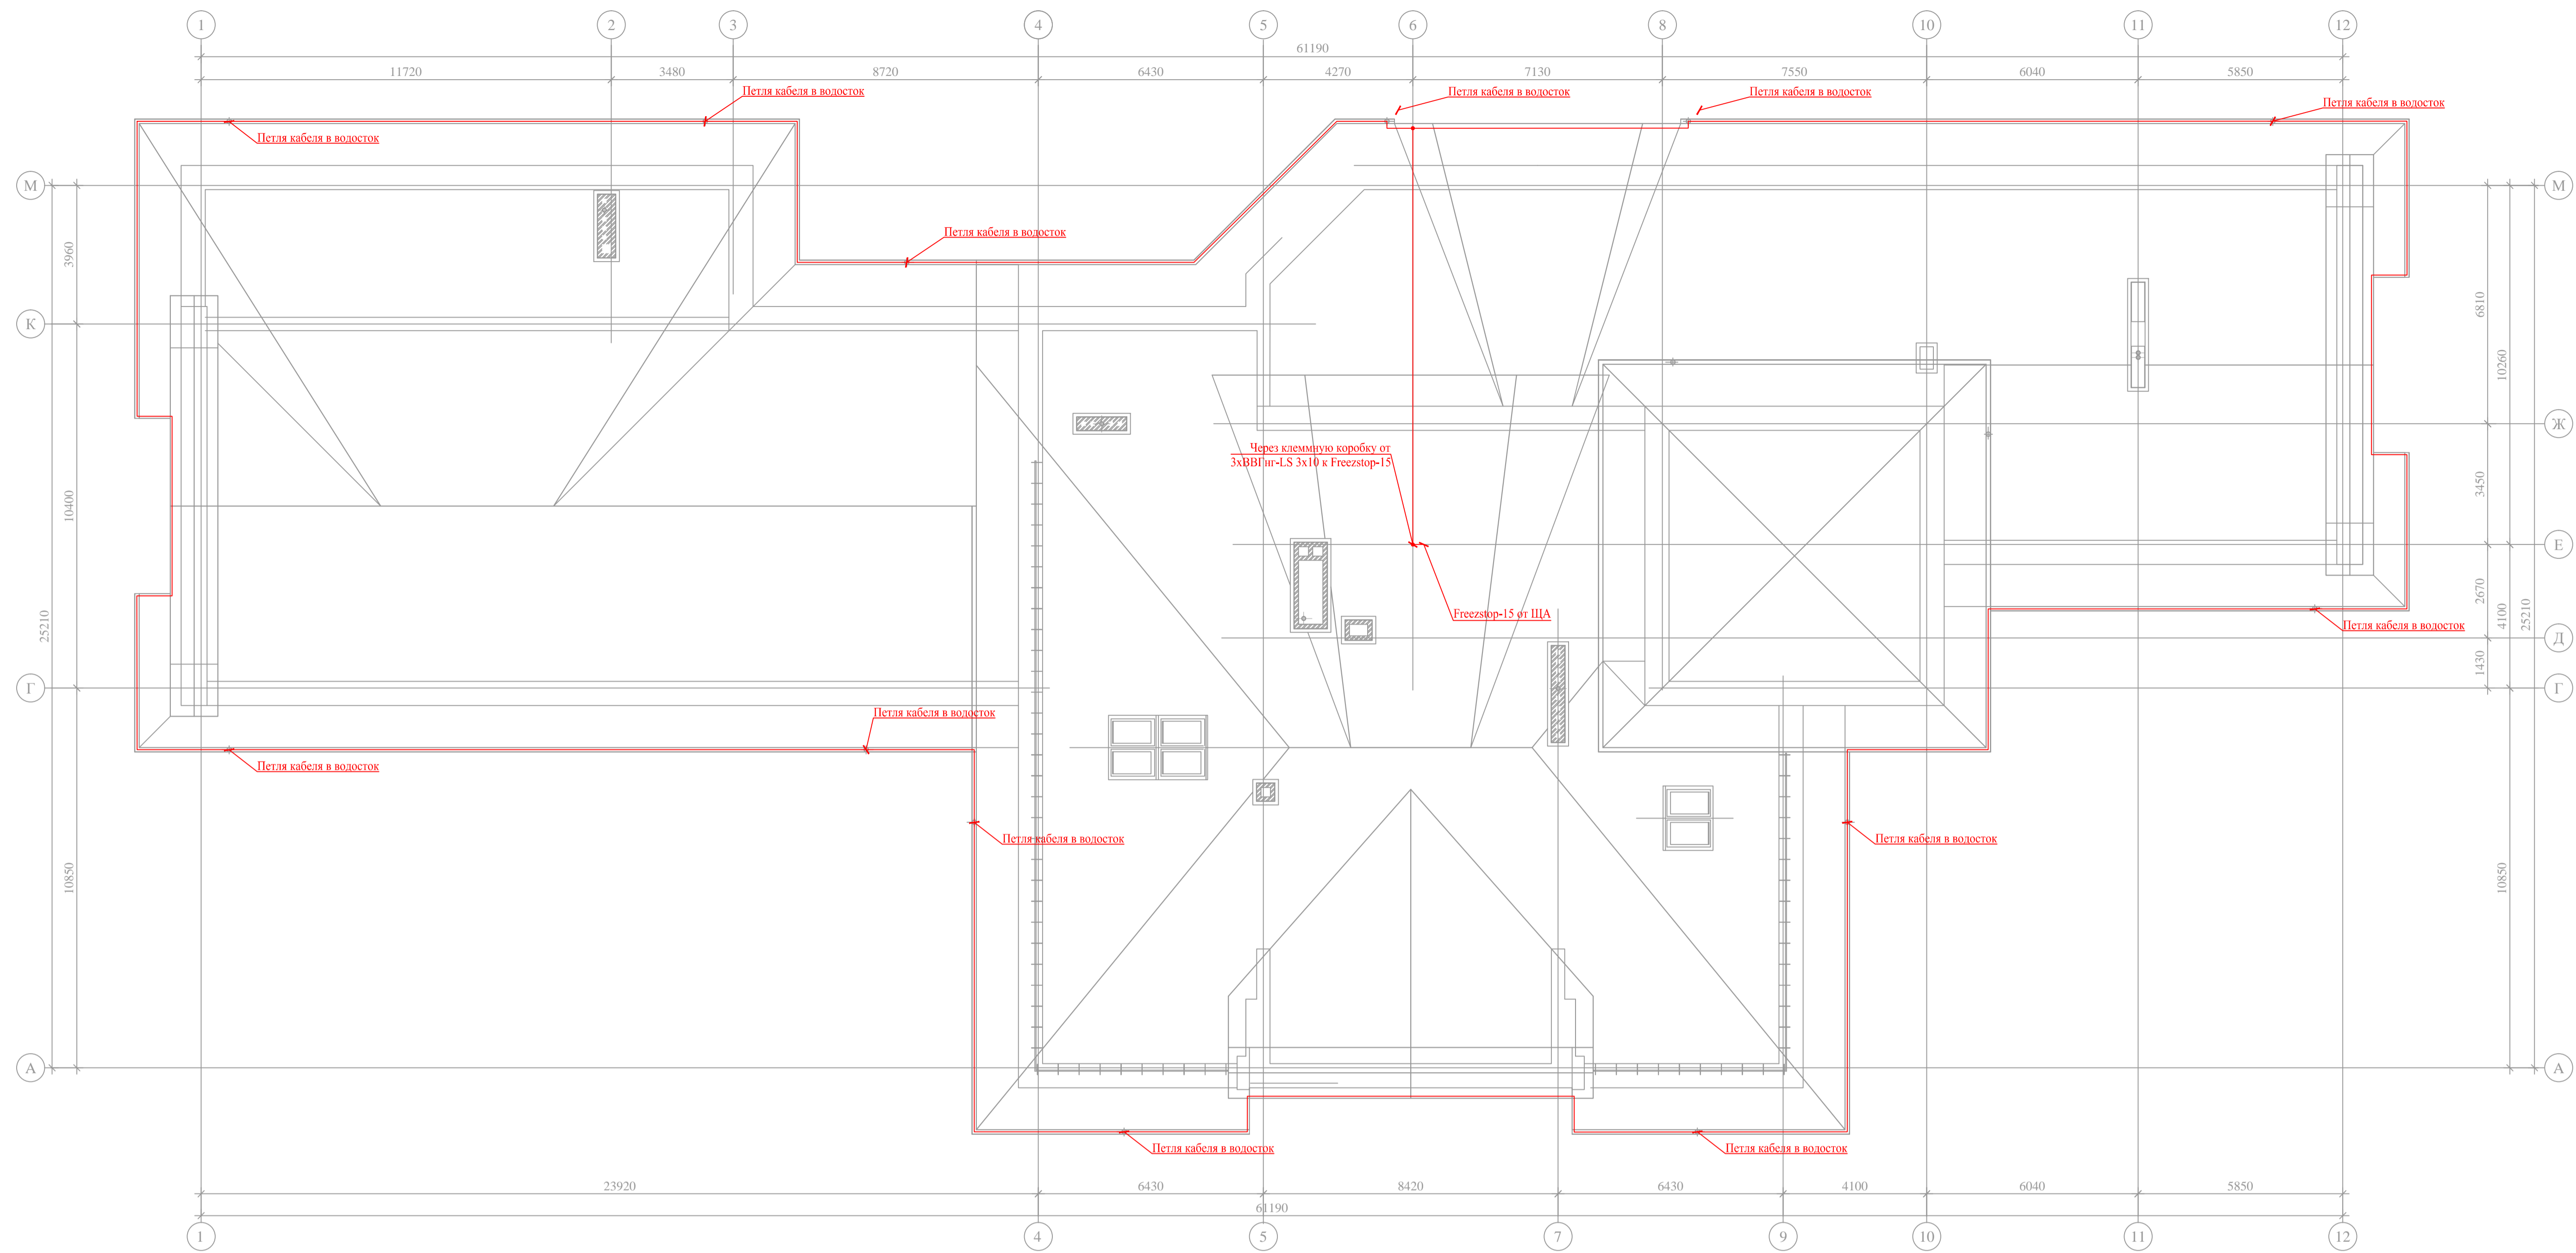 1 2 3 4 5 6 8 10 11 12
61190
11720 3480 8720 6430 4270 7130 7550 6040 5850
Петля кабеля в водосток
Петля кабеля в водосток
Петля кабеля в водосток
Петля кабеля в водосток
Петля кабеля в водосток
М
М
3960
Петля кабеля в водосток
К
6810
10260
Ж
Через клеммную коробку от
3хВВГнг-LS 3х10 к Freezstop-15
10400
3450
Е
25210
2670
4100
25210
Freezstop-15 от ЩА
Петля кабеля в водосток
Д
1430
Г
Г
Петля кабеля в водосток
Петля кабеля в водосток
Петля кабеля в водосток
Петля кабеля в водосток
10850
10850
А
А
Петля кабеля в водосток
Петля кабеля в водосток
23920 6430 8420 6430 4100 6040 5850
61190
1 4 5 7 9 10 11 12